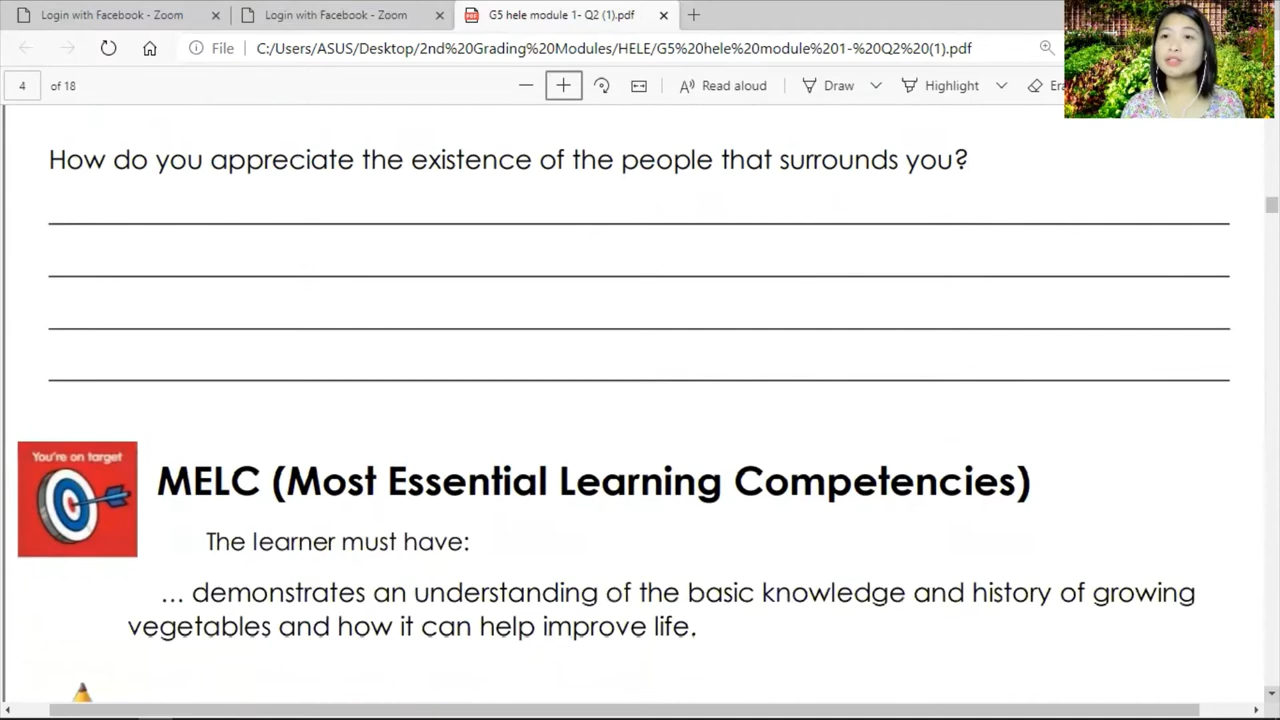 Login with Facebook - Zoom
Login with Facebook - Zoom
G5 hele module 1- Q2 (1).pdf
File
C:/Users/ASUS/Desktop/2nd%20Grading%20Modules/HELE/G5%20hele%20module%201-%20Q2%20(1).pdf
4 of 18
Read aloud
Draw
Highlight
Era
How do you appreciate the existence of the people that surrounds you?
You're on target
MELC (Most Essential Learning Competencies)
The learner must have:
... demonstrates an understanding of the basic knowledge and history of growing
vegetables and how it can help improve life.